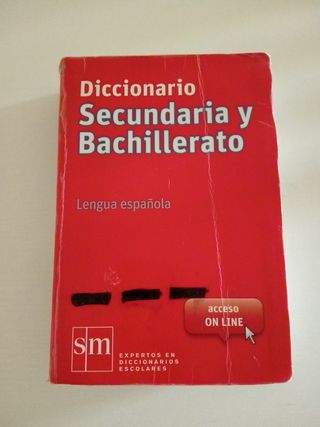 Diccionario
Secundaria y
Bachillerato
Lengua española
acceso
ON LINE
sm
EXPERTOS EN
DICCIONARIOS
ESCOLARES